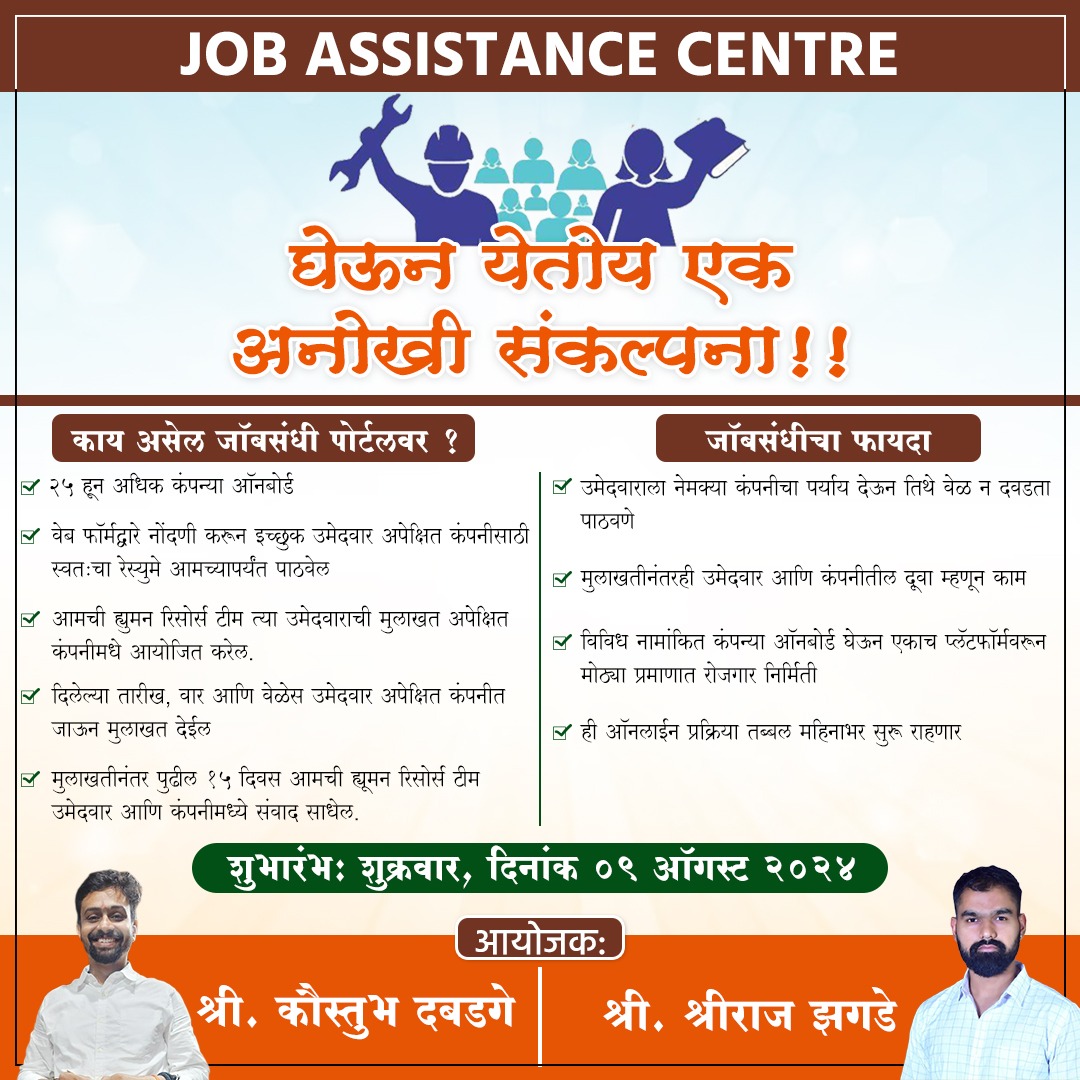 JOB ASSISTANCE CENTRE
घेऊन येतोय एक
अनोखी संकल्पना!!
काय असेल जॉबसंधी पोर्टलवर ?
२५ हून अधिक कंपन्या ऑनबोर्ड
वेब फॉर्मद्वारे नोंदणी करून इच्छुक उमेदवार अपेक्षित कंपनीसाठी
स्वतःचा रेस्युमे आमच्यापर्यंत पाठवेल
आमची ह्युमन रिसोर्स टीम त्या उमेदवाराची मुलाखत अपेक्षित
कंपनीमधे आयोजित करेल.
दिलेल्या तारीख, वार आणि वेळेस उमेदवार अपेक्षित कंपनीत
जाऊन मुलाखत देईल
मुलाखतीनंतर पुढील १५ दिवस आमची ह्यूमन रिसोर्स टीम
उमेदवार आणि कंपनीमध्ये संवाद साधेल.
जॉबसंधीचा फायदा
उमेदवाराला नेमक्या कंपनीचा पर्याय देऊन तिथे वेळ न दवडता
पाठवणे
मुलाखतीनंतरही उमेदवार आणि कंपनीतील दूवा म्हणून काम
विविध नामांकित कंपन्या ऑनबोर्ड घेऊन एकाच प्लॅटफॉर्मवरून
मोठ्या प्रमाणात रोजगार निर्मिती
ही ऑनलाईन प्रक्रिया तब्बल महिनाभर सुरू राहणार
शुभारंभ: शुक्रवार, दिनांक ०९ ऑगस्ट २०२४
आयोजक:
श्री. कौस्तुभ दबडगे
श्री. श्रीराज झगडे